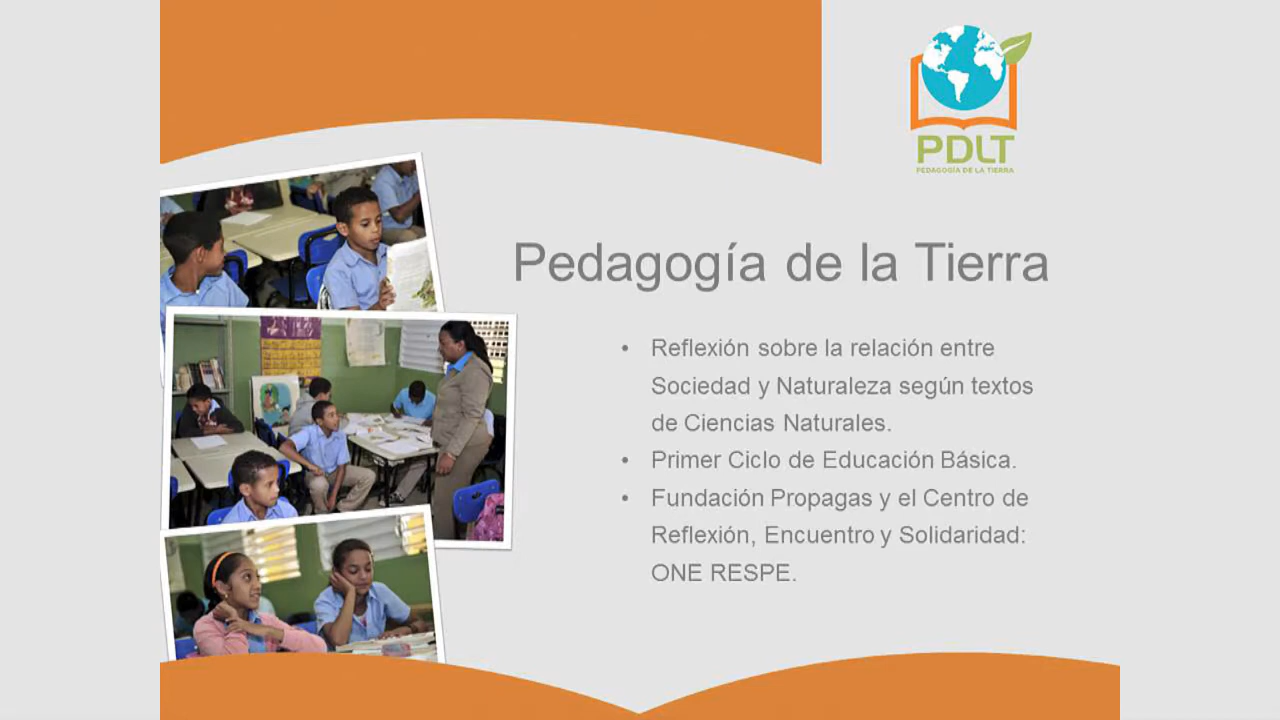 PDLT
PEDAGOGÍA DE LA TIERRA
Pedagogía de la Tierra
• Reflexión sobre la relación entre
Sociedad y Naturaleza según textos
de Ciencias Naturales.
• Primer Ciclo de Educación Básica.
• Fundación Propagas y el Centro de
Reflexión, Encuentro y Solidaridad:
ONE RESPE.